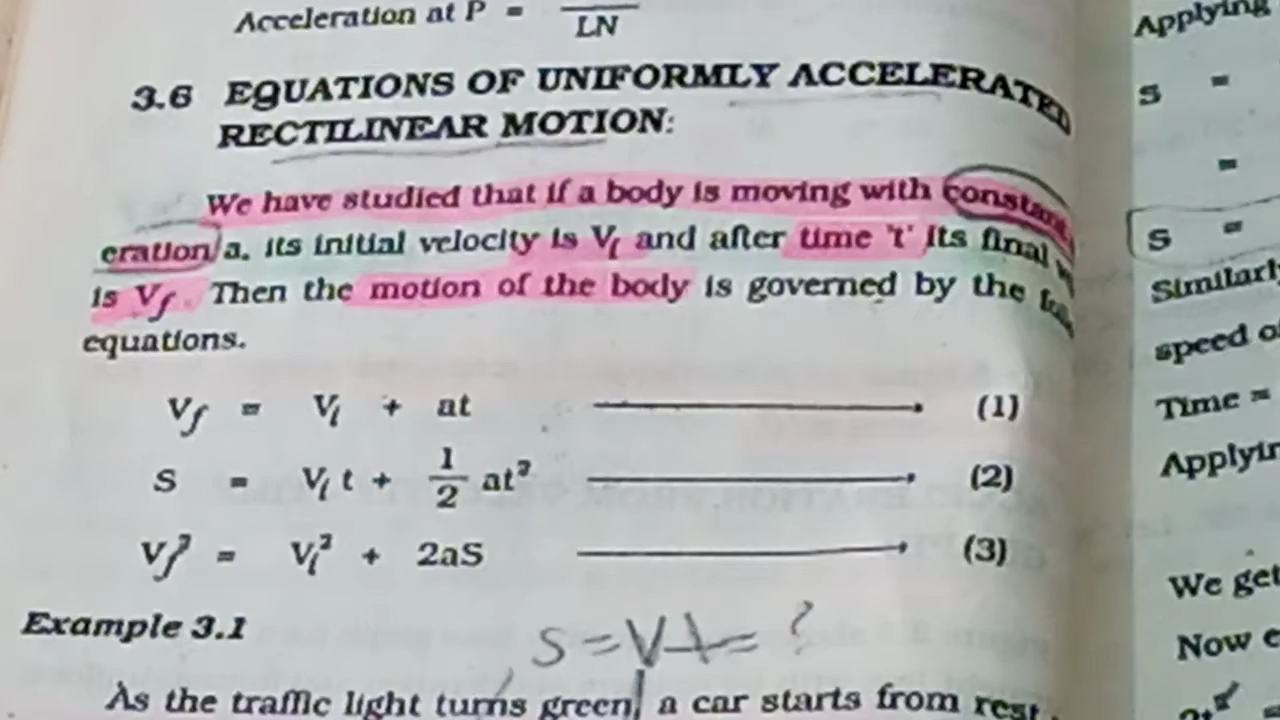 Acceleration at P = LN
3.6 EQUATIONS OF UNIFORMLY ACCELERATED
RECTILINEAR MOTION:
We have studied that if a body is moving with constant
eration a. its initial velocity is Vi and after time 't' its final
is Vf. Then the motion of the body is governed by the
equations.
Vf = Vi + at (1)
S = Vi t + 1/2 at² (2)
Vf² = Vi² + 2aS (3)
Example 3.1
S = Vt = ?
As the traffic light turns green, a car starts from rest
Applying
S =
=
S =
Similarly
speed of
Time =
We get
Now